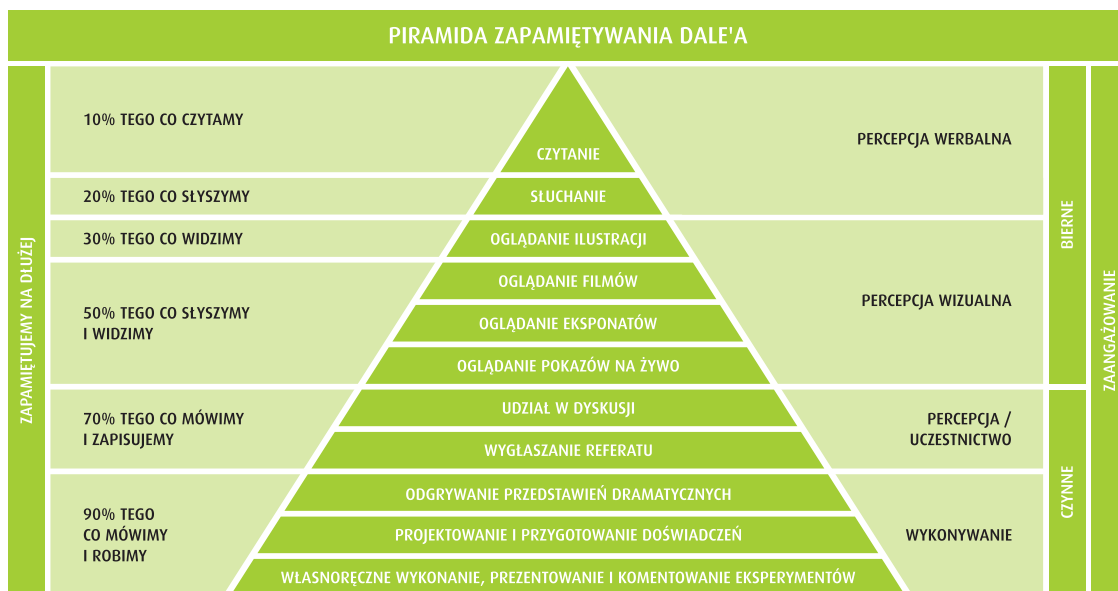 PIRAMIDA ZAPAMIĘTYWANIA DALE'A
ZAPAMIĘTUJEMY NA DŁUŻEJ
10% TEGO CO CZYTAMY
20% TEGO CO SŁYSZYMY
30% TEGO CO WIDZIMY
50% TEGO CO SŁYSZYMY
I WIDZIMY
70% TEGO CO MÓWIMY
I ZAPISUJEMY
90% TEGO
CO MÓWIMY
I ROBIMY
CZYTANIE
SŁUCHANIE
OGLĄDANIE ILUSTRACJI
OGLĄDANIE FILMÓW
OGLĄDANIE EKSPONATÓW
OGLĄDANIE POKAZÓW NA ŻYWO
UDZIAŁ W DYSKUSJI
WYGŁASZANIE REFERATU
ODGRYWANIE PRZEDSTAWIEŃ DRAMATYCZNYCH
PROJEKTOWANIE I PRZYGOTOWANIE DOŚWIADCZEŃ
WŁASNORĘCZNE WYKONANIE, PREZENTOWANIE I KOMENTOWANIE EKSPERYMENTÓW
PERCEPCJA WERBALNA
PERCEPCJA WIZUALNA
PERCEPCJA /
UCZESTNICTWO
WYKONYWANIE
BIERNE
CZYNNE
ZAANGAŻOWANIE